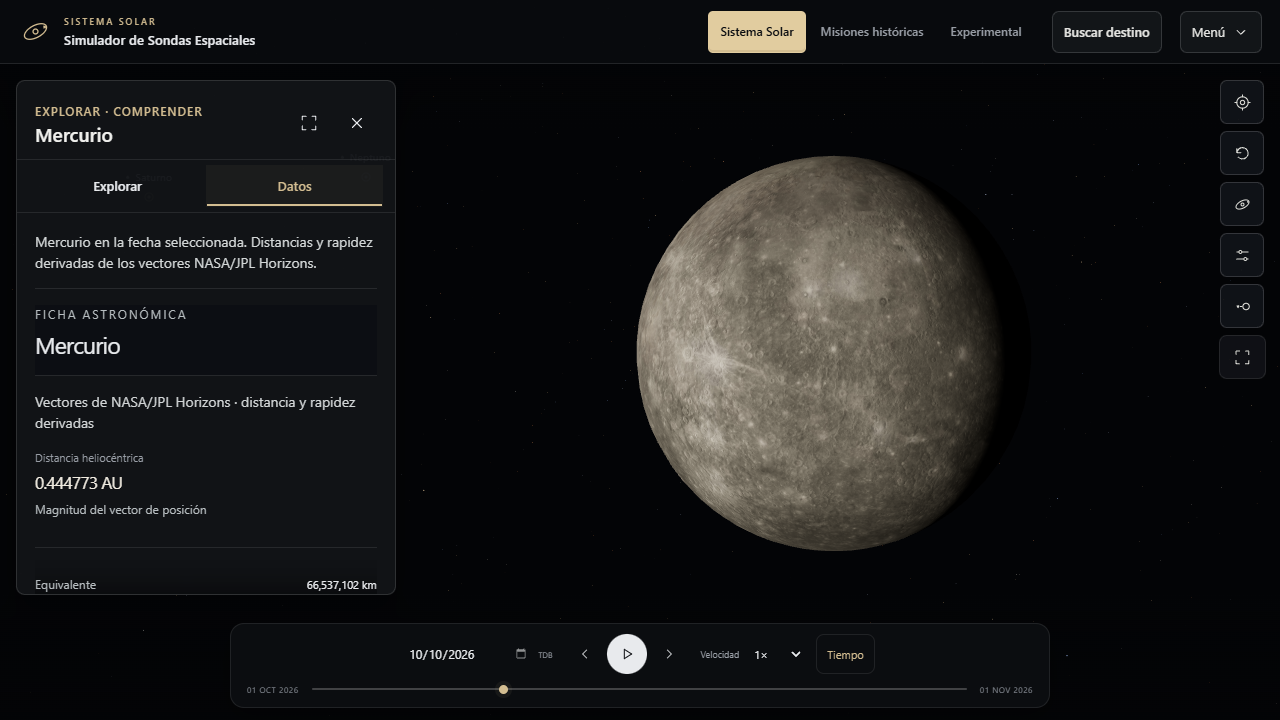 SISTEMA SOLAR
Simulador de Sondas Espaciales
Sistema Solar
Misiones históricas
Experimental
Buscar destino
Menú
EXPLORAR · COMPRENDER
Mercurio
Explorar
Datos
Mercurio en la fecha seleccionada. Distancias y rapidez
derivadas de los vectores NASA/JPL Horizons.
FICHA ASTRONÓMICA
Mercurio
Vectores de NASA/JPL Horizons · distancia y rapidez
derivadas
Distancia heliocéntrica
0.444773 AU
Magnitud del vector de posición
Equivalente
66,537,102 km
10/10/2026
TDB
Velocidad
1×
Tiempo
01 OCT 2026
01 NOV 2026